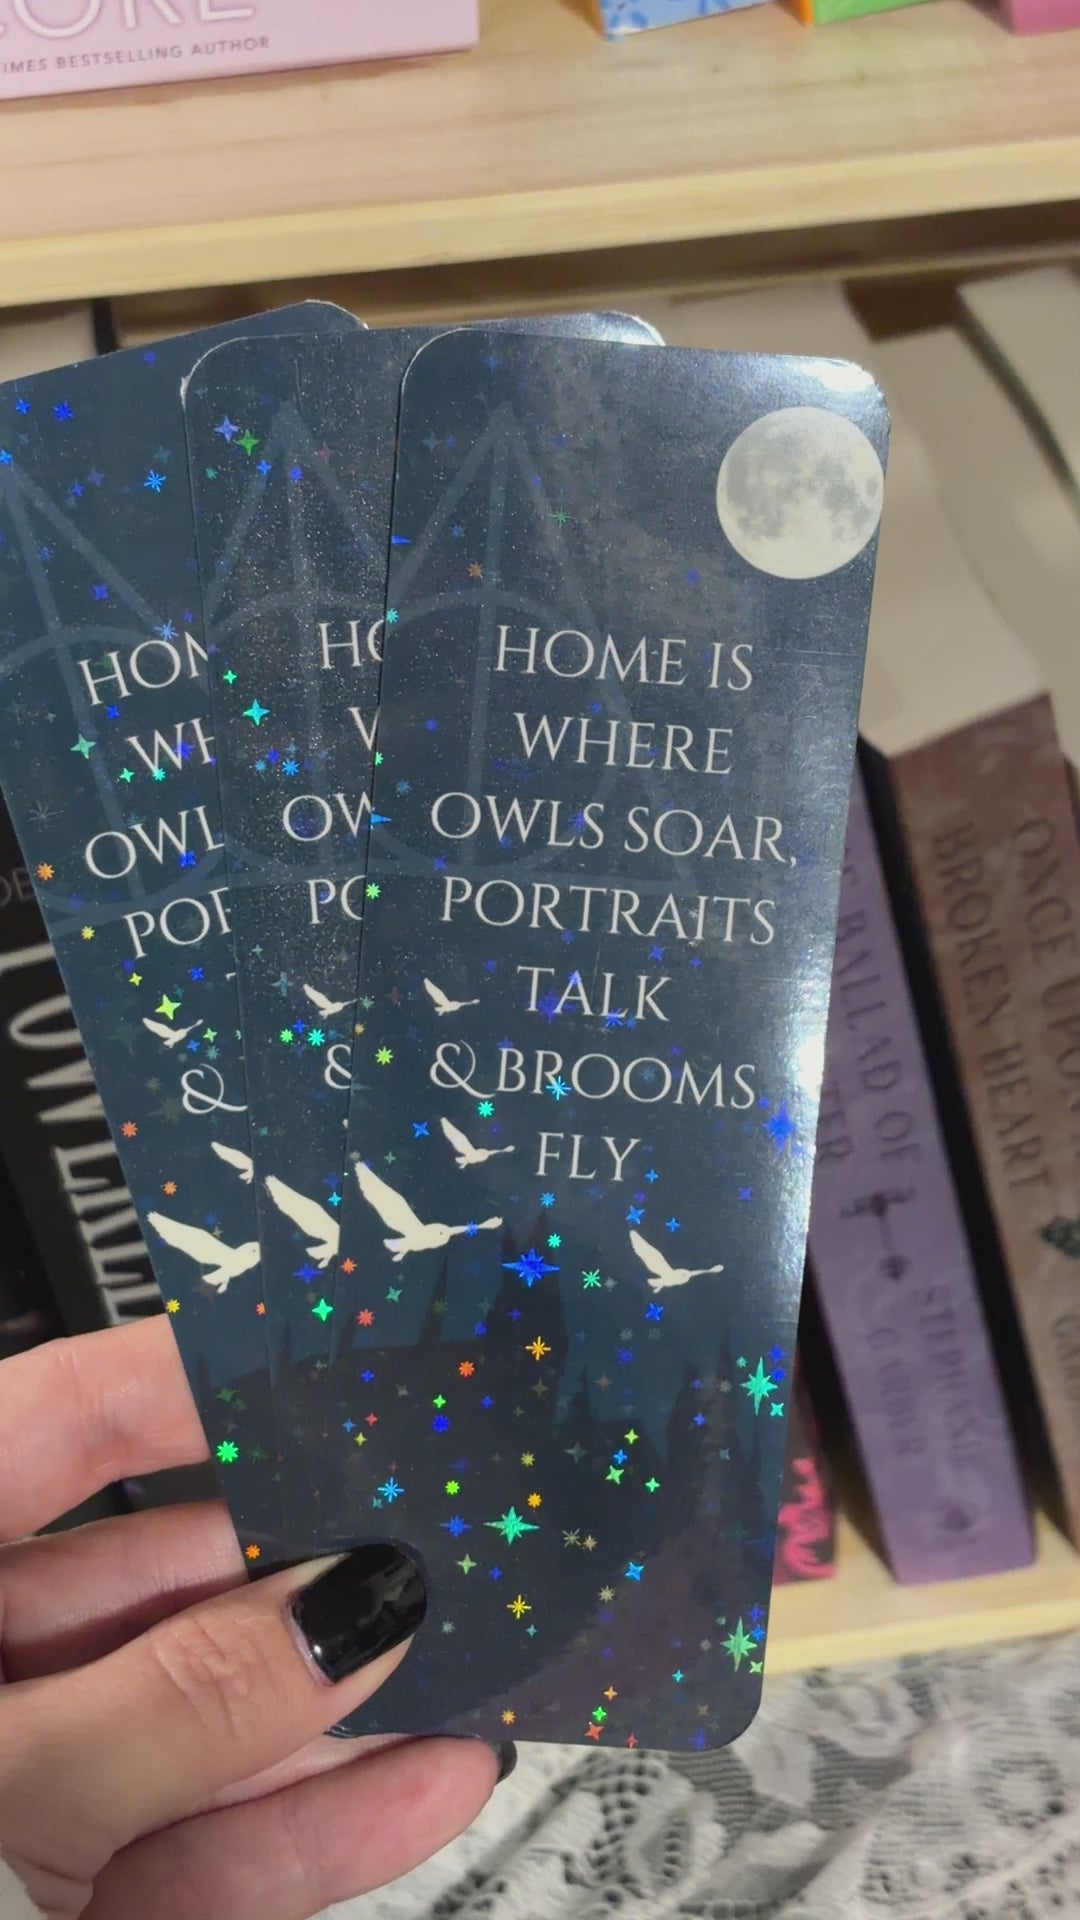 TIMES BESTSELLING AUTHOR
HOME IS
WHERE
OWLS SOAR,
PORTRAITS
TALK
& BROOMS
FLY
BALLAD OF
STEPHANIE
GARBER
ONCE UPON
BROKEN HEART